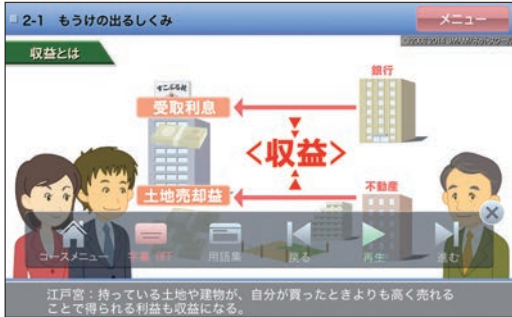 2-1 もうけの出るしくみ
メニュー
収益とは
銀行
受取利息
<収益>
土地売却益
不動産
コースメニュー
用語集
戻る
再生
進む
江戸宮：持っている土地や建物が、自分が買ったときよりも高く売れる
ことで得られる利益も収益になる。